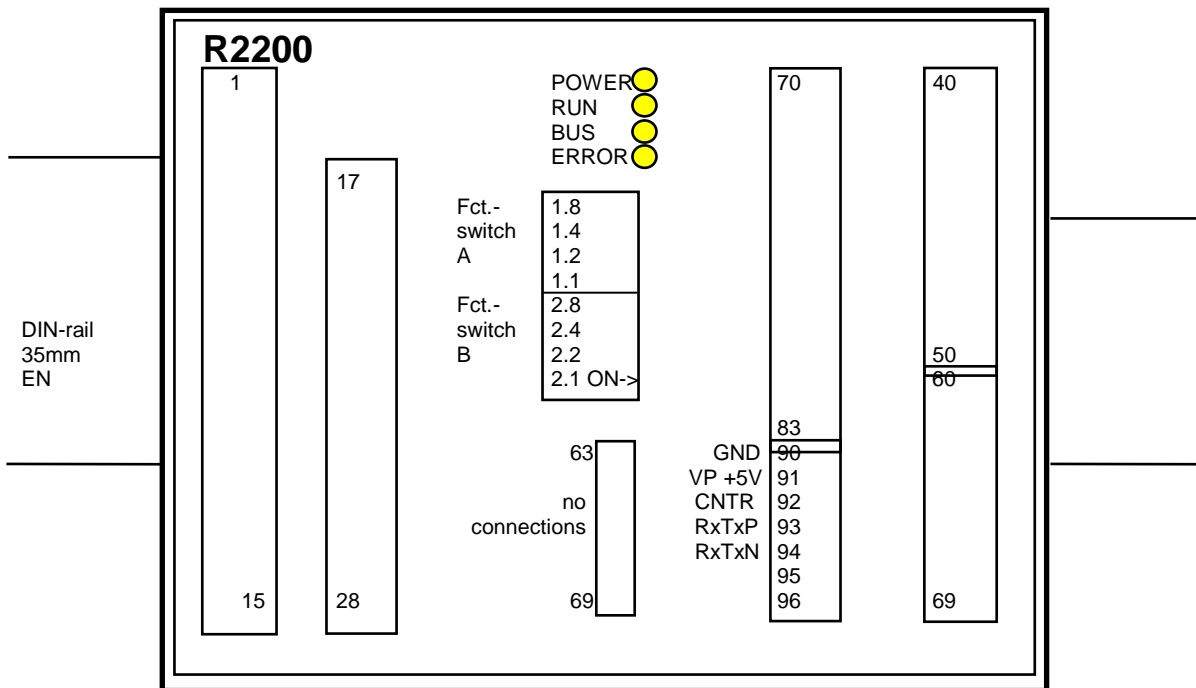 R2200
1
POWER
RUN
BUS
ERROR
70
40
17
Fct.-
switch
A
1.8
1.4
1.2
1.1
Fct.-
switch
B
2.8
2.4
2.2
2.1 ON->
DIN-rail
35mm
EN
50
60
83
63
GND 90
VP +5V 91
CNTR 92
RxTxP 93
RxTxN 94
95
96
no
connections
15
28
69
69